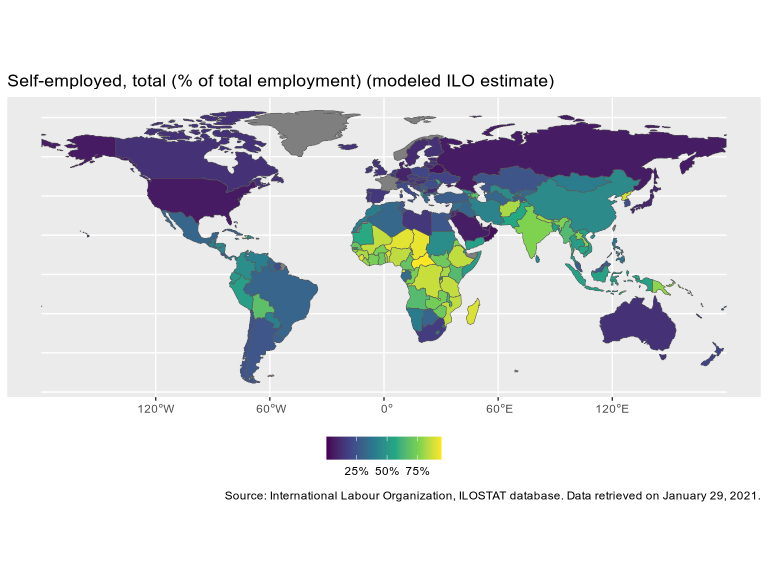 Self-employed, total (% of total employment) (modeled ILO estimate)
120°W 60°W 0° 60°E 120°E
25% 50% 75%
Source: International Labour Organization, ILOSTAT database. Data retrieved on January 29, 2021.